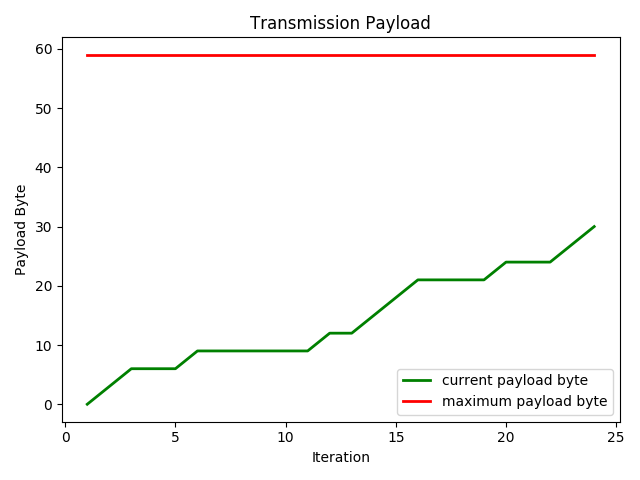 Transmission Payload
60
50
40
30
20
10
0
Payload Byte
current payload byte
maximum payload byte
0 5 10 15 20 25
Iteration